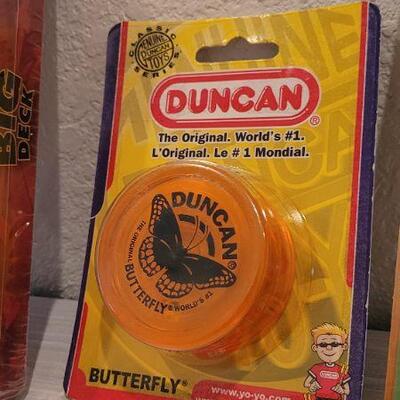 BIG
DECK
CLASSIC
GENUINE
DUNCAN
TOYS
SERIES
DUNCAN®
The Original. World's #1.
L'Original. Le # 1 Mondial.
DUNCAN®
THE ORIGINAL
BUTTERFLY® WORLD'S #1
DUNCAN
BUTTERFLY®
www.yo-yo.com